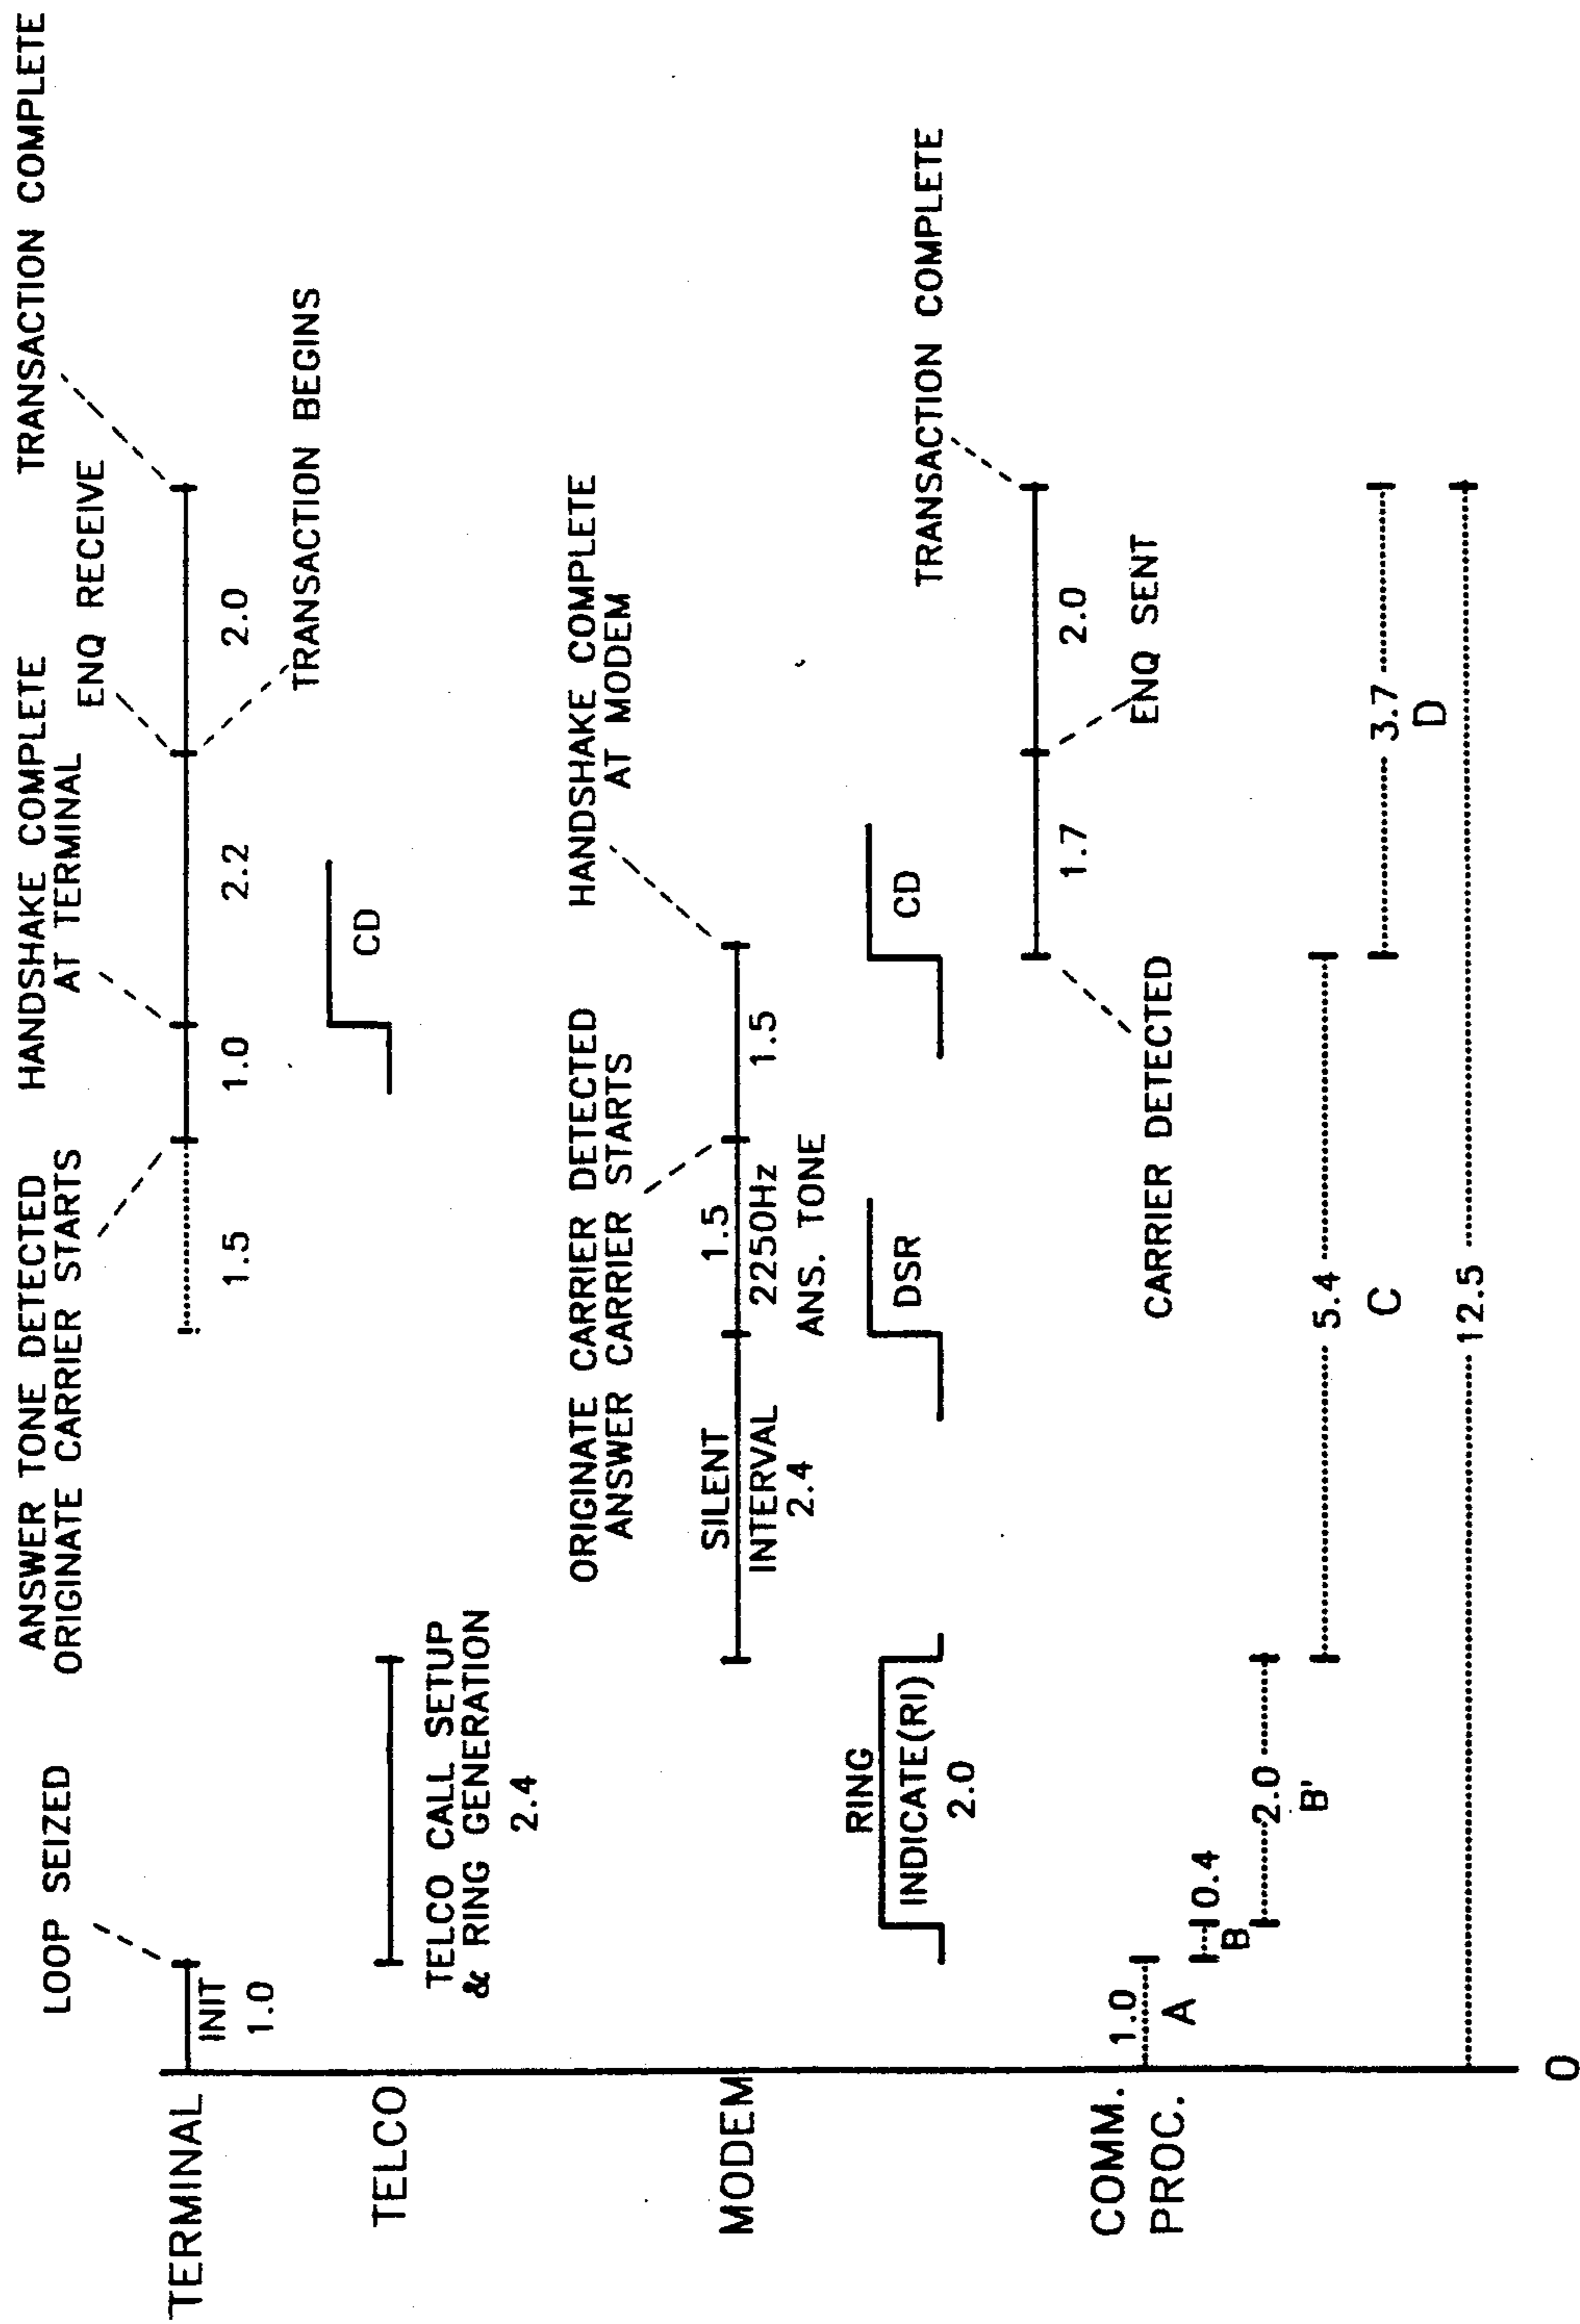 TERMINAL
LOOP SEIZED
INIT
1.0
ANSWER TONE DETECTED
ORIGINATE CARRIER STARTS
1.5
HANDSHAKE COMPLETE
AT TERMINAL
1.0
ENQ RECEIVE
2.2
TRANSACTION COMPLETE
2.0
TRANSACTION BEGINS
CD
TELCO
TELCO CALL SETUP
& RING GENERATION
2.4
MODEM
ORIGINATE CARRIER DETECTED
ANSWER CARRIER STARTS
HANDSHAKE COMPLETE
AT MODEM
SILENT
INTERVAL
2.4
1.5
2250Hz
ANS. TONE
1.5
RING
INDICATE(RI)
2.0
DSR
CD
COMM.
PROC.
TRANSACTION COMPLETE
1.7
2.0
CARRIER DETECTED
ENQ SENT
1.0
A
0.4
B
2.0
B'
5.4
C
3.7
D
12.5
0